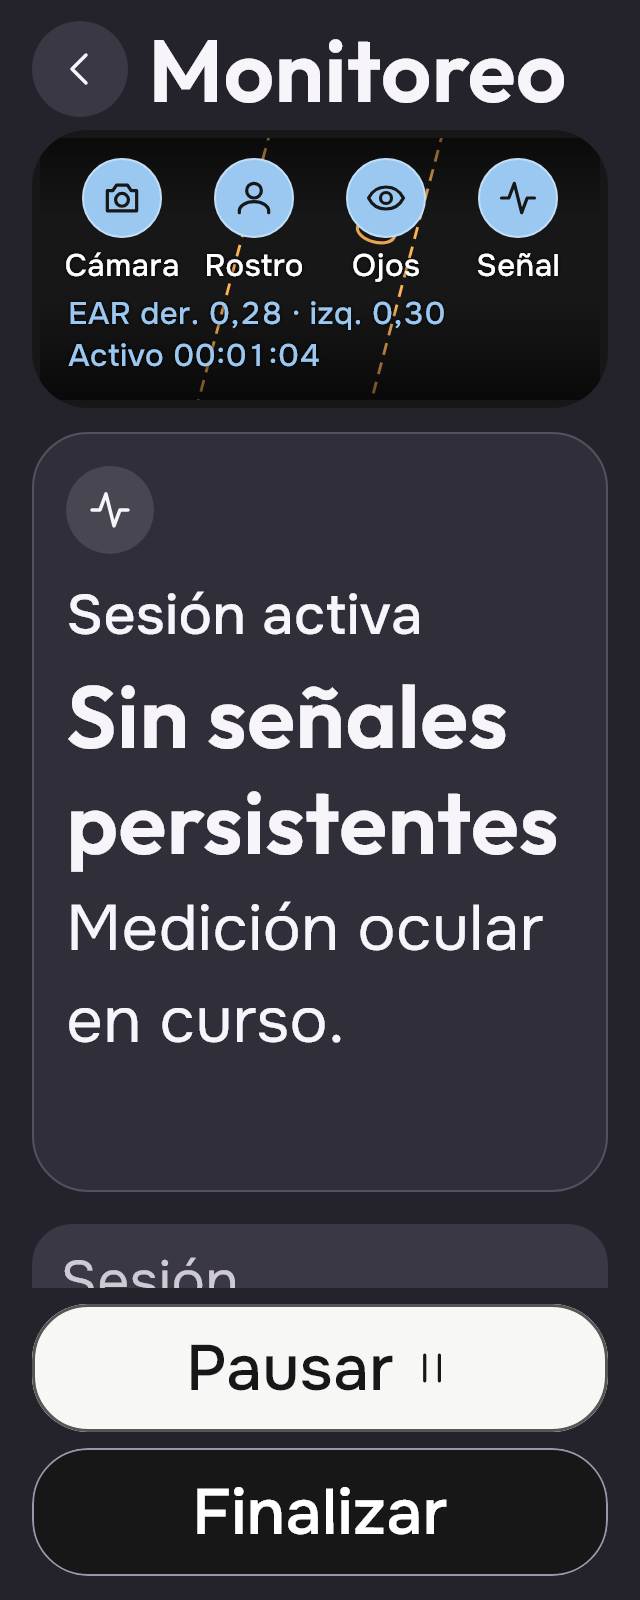 Monitoreo
Cámara Rostro Ojos Señal
EAR der. 0,28 · izq. 0,30
Activo 00:01:04
Sesión activa
Sin señales
persistentes
Medición ocular
en curso.
Sesión
Pausar
Finalizar